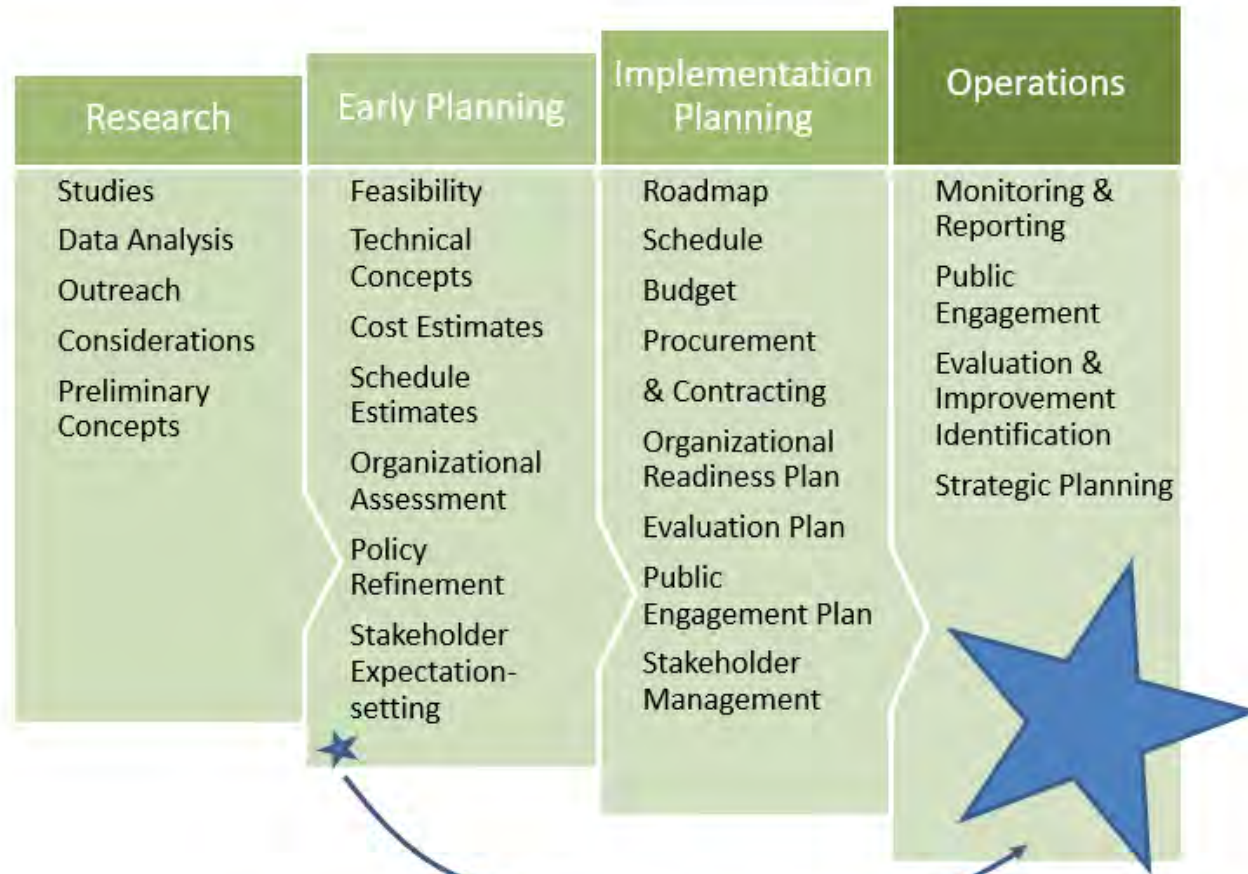 Research
Studies
Data Analysis
Outreach
Considerations
Preliminary
Concepts
Early Planning
Feasibility
Technical
Concepts
Cost Estimates
Schedule
Estimates
Organizational
Assessment
Policy
Refinement
Stakeholder
Expectation-
setting
Implementation
Planning
Roadmap
Schedule
Budget
Procurement
& Contracting
Organizational
Readiness Plan
Evaluation Plan
Public
Engagement Plan
Stakeholder
Management
Operations
Monitoring &
Reporting
Public
Engagement
Evaluation &
Improvement
Identification
Strategic Planning